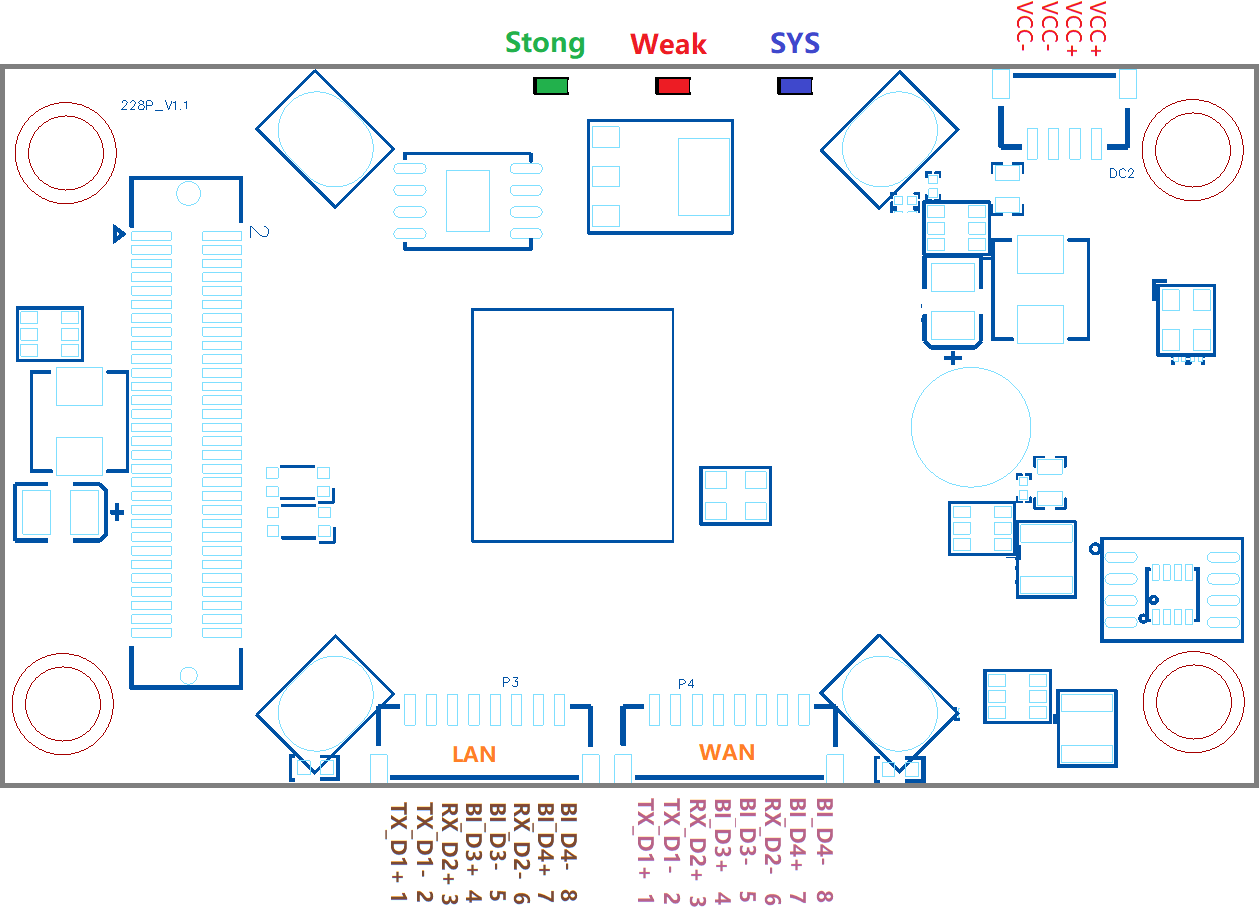 Stong
Weak
SYS
VCC-
VCC-
VCC+
VCC+
228P_V1.1
DC2
2
+
+
P3
P4
LAN
WAN
TX_D1+ 1
TX_D1- 2
RX_D2+ 3
BI_D3+ 4
BI_D3- 5
RX_D2- 6
BI_D4+ 7
BI_D4- 8
TX_D1+ 1
TX_D1- 2
RX_D2+ 3
BI_D3+ 4
BI_D3- 5
RX_D2- 6
BI_D4+ 7
BI_D4- 8